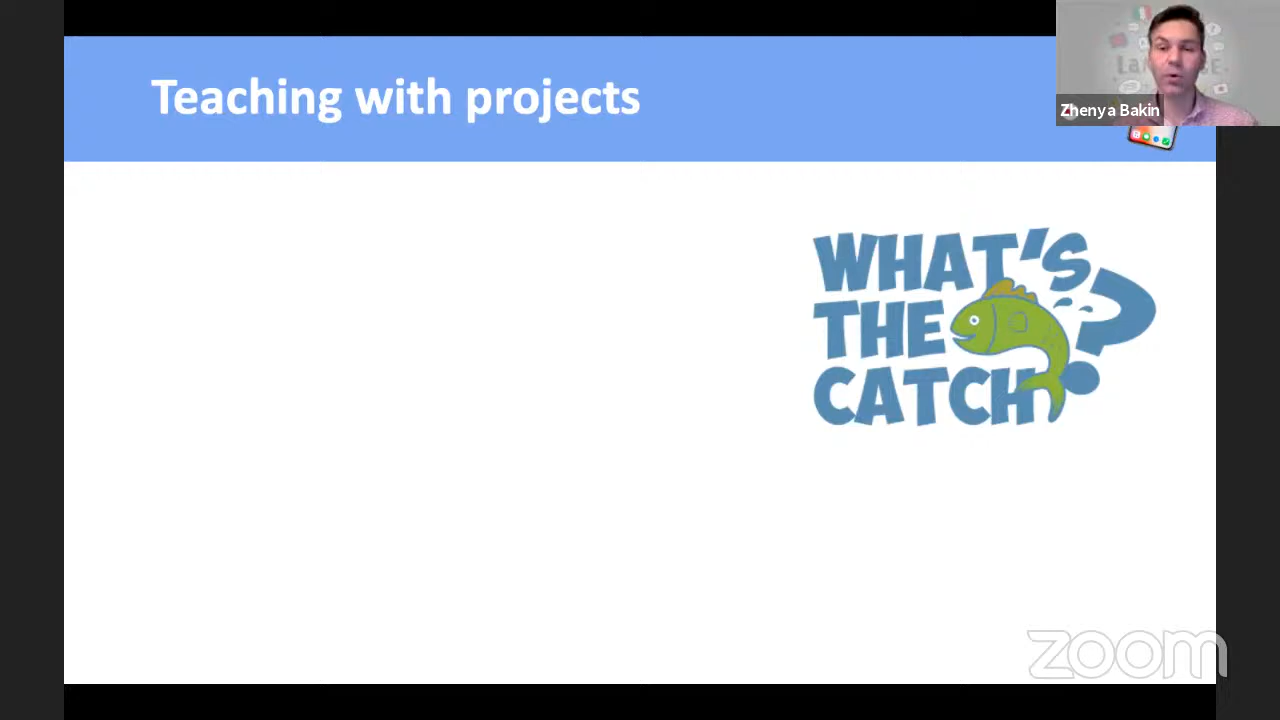 Teaching with projects
Zhenya Bakin
WHAT'S
THE
CATCH?
zoom